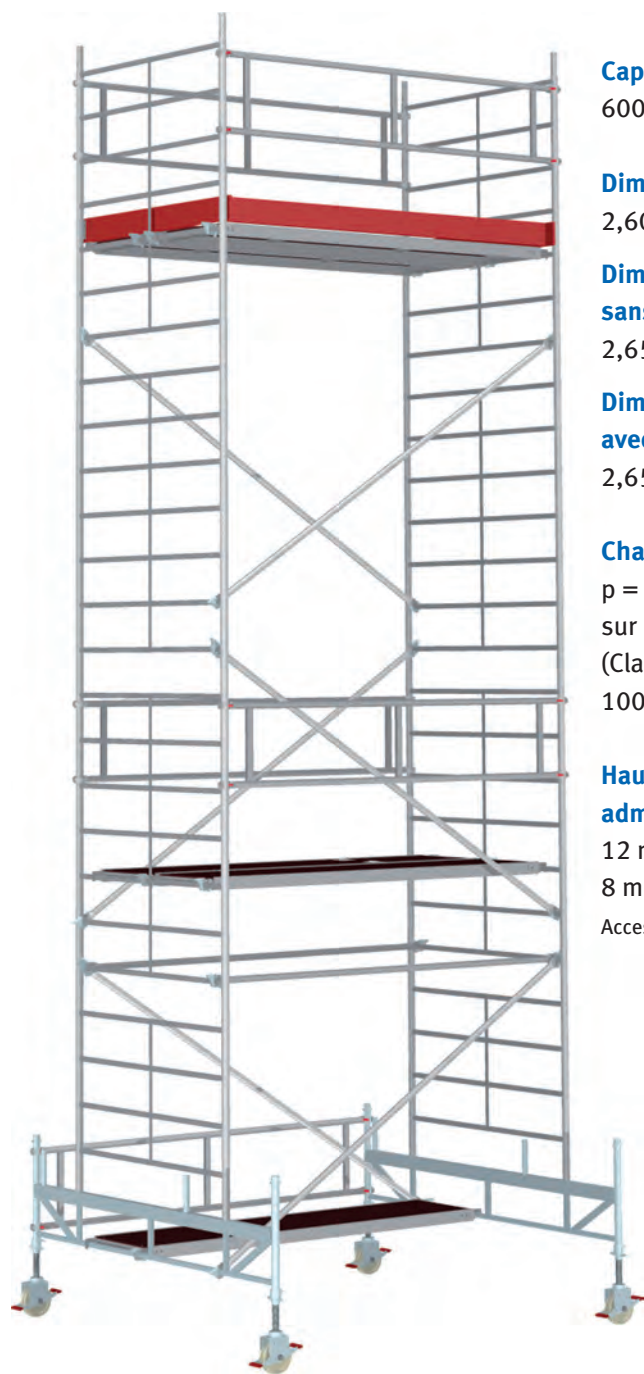 Cap
600
Dim
2,60
Dim
sans
2,65
Dim
avec
2,65
Cha
p =
sur
(Cla
100
Hau
adm
12 m
8 m
Acces